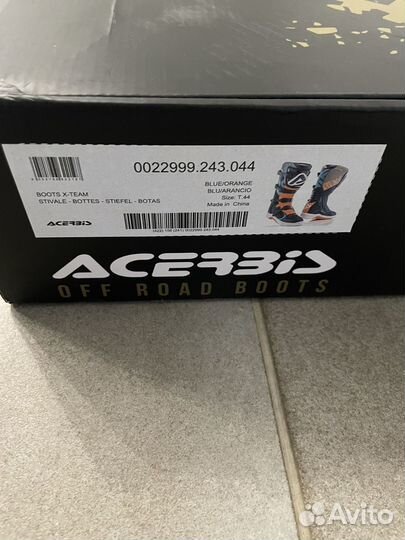 0022999.243.044
BOOTS X-TEAM
STIVALE - BOTTES - STIEFEL - BOTAS
BLUE/ORANGE
BLU/ARANCIO
Size: T.44
Made in China
ACERBIS
ACERBIS
OFF ROAD BOOTS
Avito